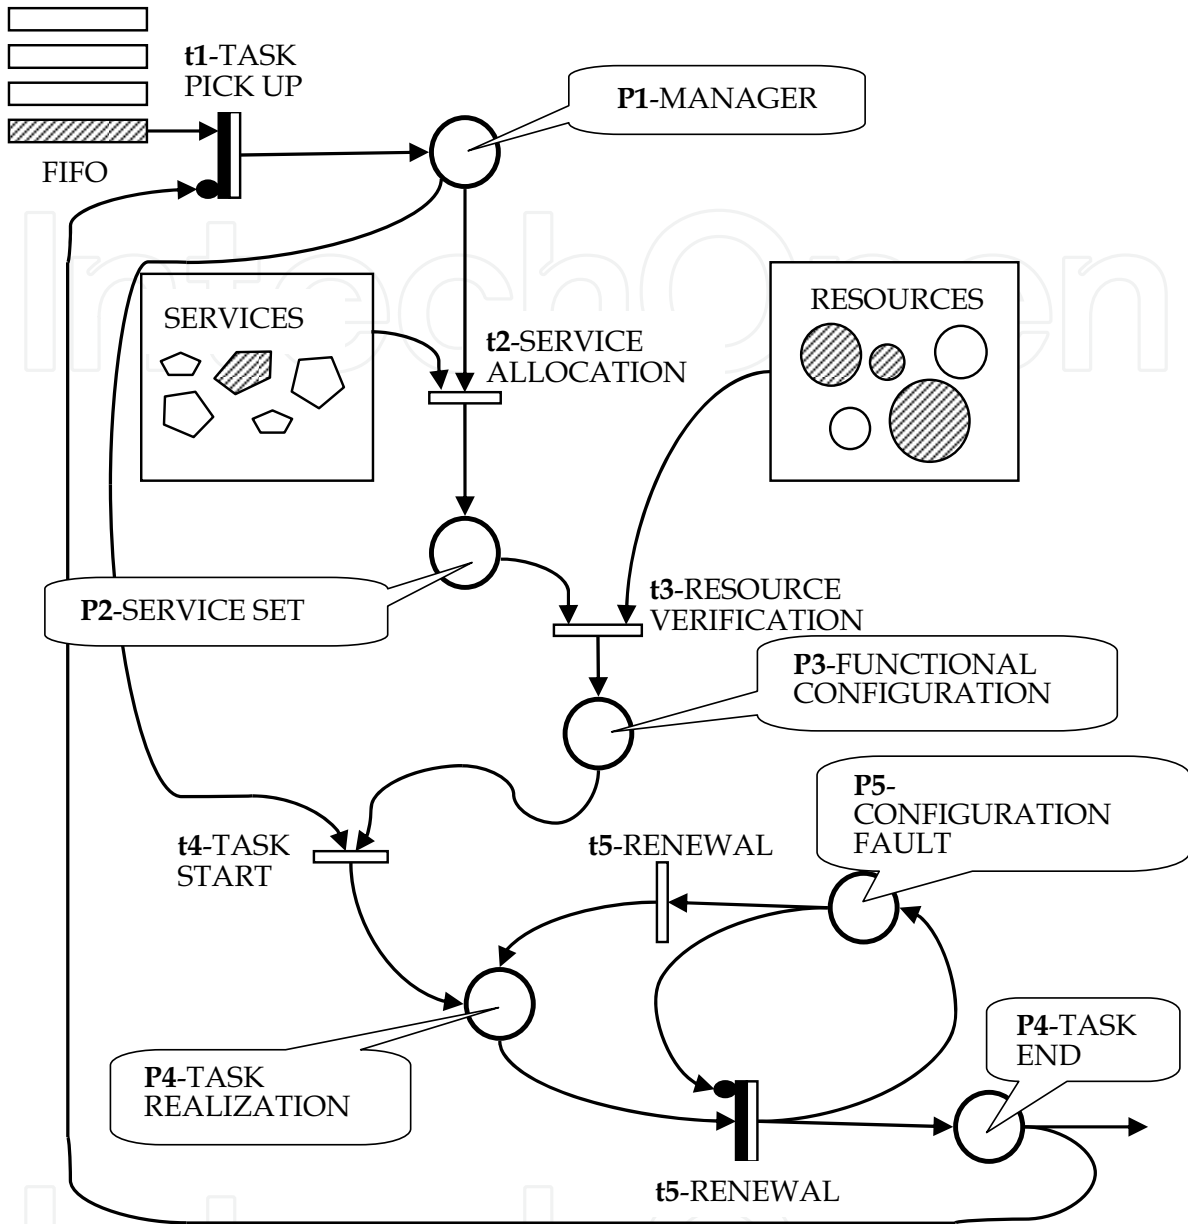 t1-TASK
PICK UP
P1-MANAGER
FIFO
IntechOpen
SERVICES
RESOURCES
t2-SERVICE
ALLOCATION
P2-SERVICE SET
t3-RESOURCE
VERIFICATION
P3-FUNCTIONAL
CONFIGURATION
P5-
CONFIGURATION
FAULT
t4-TASK
START
t5-RENEWAL
P4-TASK
END
P4-TASK
REALIZATION
t5-RENEWAL